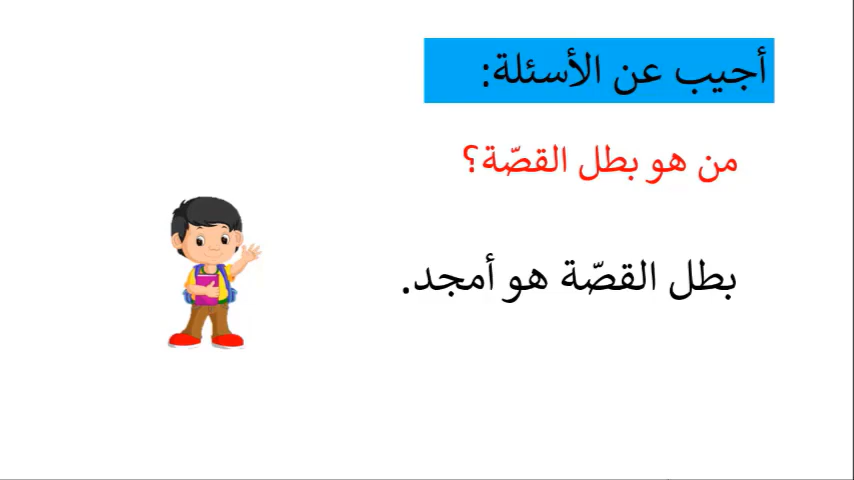 أجيب عن الأسئلة:
من هو بطل القصّة؟
بطل القصّة هو أمجد.